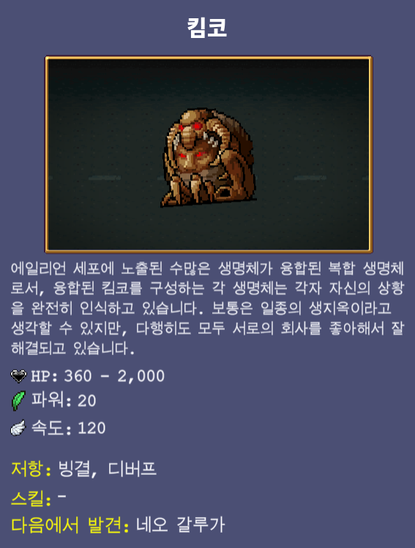 킴코
에일리언 세포에 노출된 수많은 생명체가 융합된 복합 생명체
로서, 융합된 킴코를 구성하는 각 생명체는 각자 자신의 상황
을 완전히 인식하고 있습니다. 보통은 일종의 생지옥이라고
생각할 수 있지만, 다행히도 모두 서로의 회사를 좋아해서 잘
해결되고 있습니다.
HP: 360 - 2,000
파워: 20
속도: 120
저항: 빙결, 디버프
스킬: -
다음에서 발견: 네오 갈루가